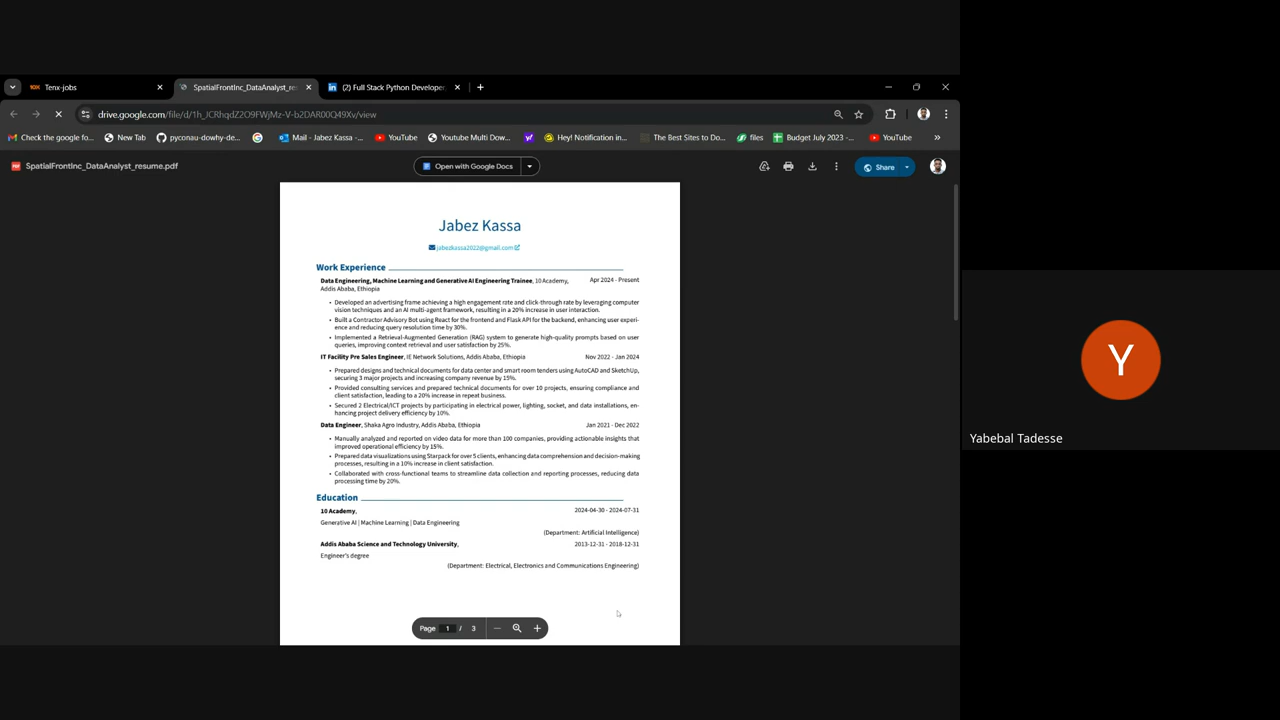 Tenx-jobs
SpatialFrontInc_DataAnalyst_re
(2) Full Stack Python Developer
drive.google.com/file/d/1h_JCRhqdZ2O9FWjMz-V-b2DAR00Q49Xv/view
Check the google fo...
New Tab
pyconau-dowhy-de...
Mail - Jabez Kassa -...
YouTube
Youtube Multi Dow...
Hey! Notification in...
The Best Sites to Do...
files
Budget July 2023 -...
YouTube
SpatialFrontInc_DataAnalyst_resume.pdf
Open with Google Docs
Share
Jabez Kassa
jabezkassa2022@gmail.com
Work Experience
Data Engineering, Machine Learning and Generative AI Engineering Trainee, 10 Academy, Apr 2024 - Present
Addis Ababa, Ethiopia
• Developed an advertising frame achieving a high engagement rate and click-through rate by leveraging computer
vision techniques and an AI multi-agent framework, resulting in a 20% increase in user interaction.
• Built a Contractor Advisory Bot using React for the frontend and Flask API for the backend, enhancing user experi-
ence and reducing query resolution time by 30%.
• Implemented a Retrieval-Augmented Generation (RAG) system to generate high-quality prompts based on user
queries, improving context retrieval and user satisfaction by 25%.
IT Facility Pre Sales Engineer, IE Network Solutions, Addis Ababa, Ethiopia Nov 2022 - Jan 2024
• Prepared designs and technical documents for data center and smart room tenders using AutoCAD and SketchUp,
securing 3 major projects and increasing company revenue by 15%.
• Provided consulting services and prepared technical documents for over 10 projects, ensuring compliance and
client satisfaction, leading to a 20% increase in repeat business.
• Secured 2 Electrical/ICT projects by participating in electrical power, lighting, socket, and data installations, en-
hancing project delivery efficiency by 10%.
Data Engineer, Shaka Agro Industry, Addis Ababa, Ethiopia Jan 2021 - Dec 2022
• Manually analyzed and reported on video data for more than 100 companies, providing actionable insights that
improved operational efficiency by 15%.
• Prepared data visualizations using Starpack for over 5 clients, enhancing data comprehension and decision-making
processes, resulting in a 10% increase in client satisfaction.
• Collaborated with cross-functional teams to streamline data collection and reporting processes, reducing data
processing time by 20%.
Education
10 Academy, 2024-04-30 - 2024-07-31
Generative AI | Machine Learning | Data Engineering
(Department: Artificial Intelligence)
Addis Ababa Science and Technology University, 2013-12-31 - 2018-12-31
Engineer's degree
(Department: Electrical, Electronics and Communications Engineering)
Page 1 / 3
Y
Yabebal Tadesse